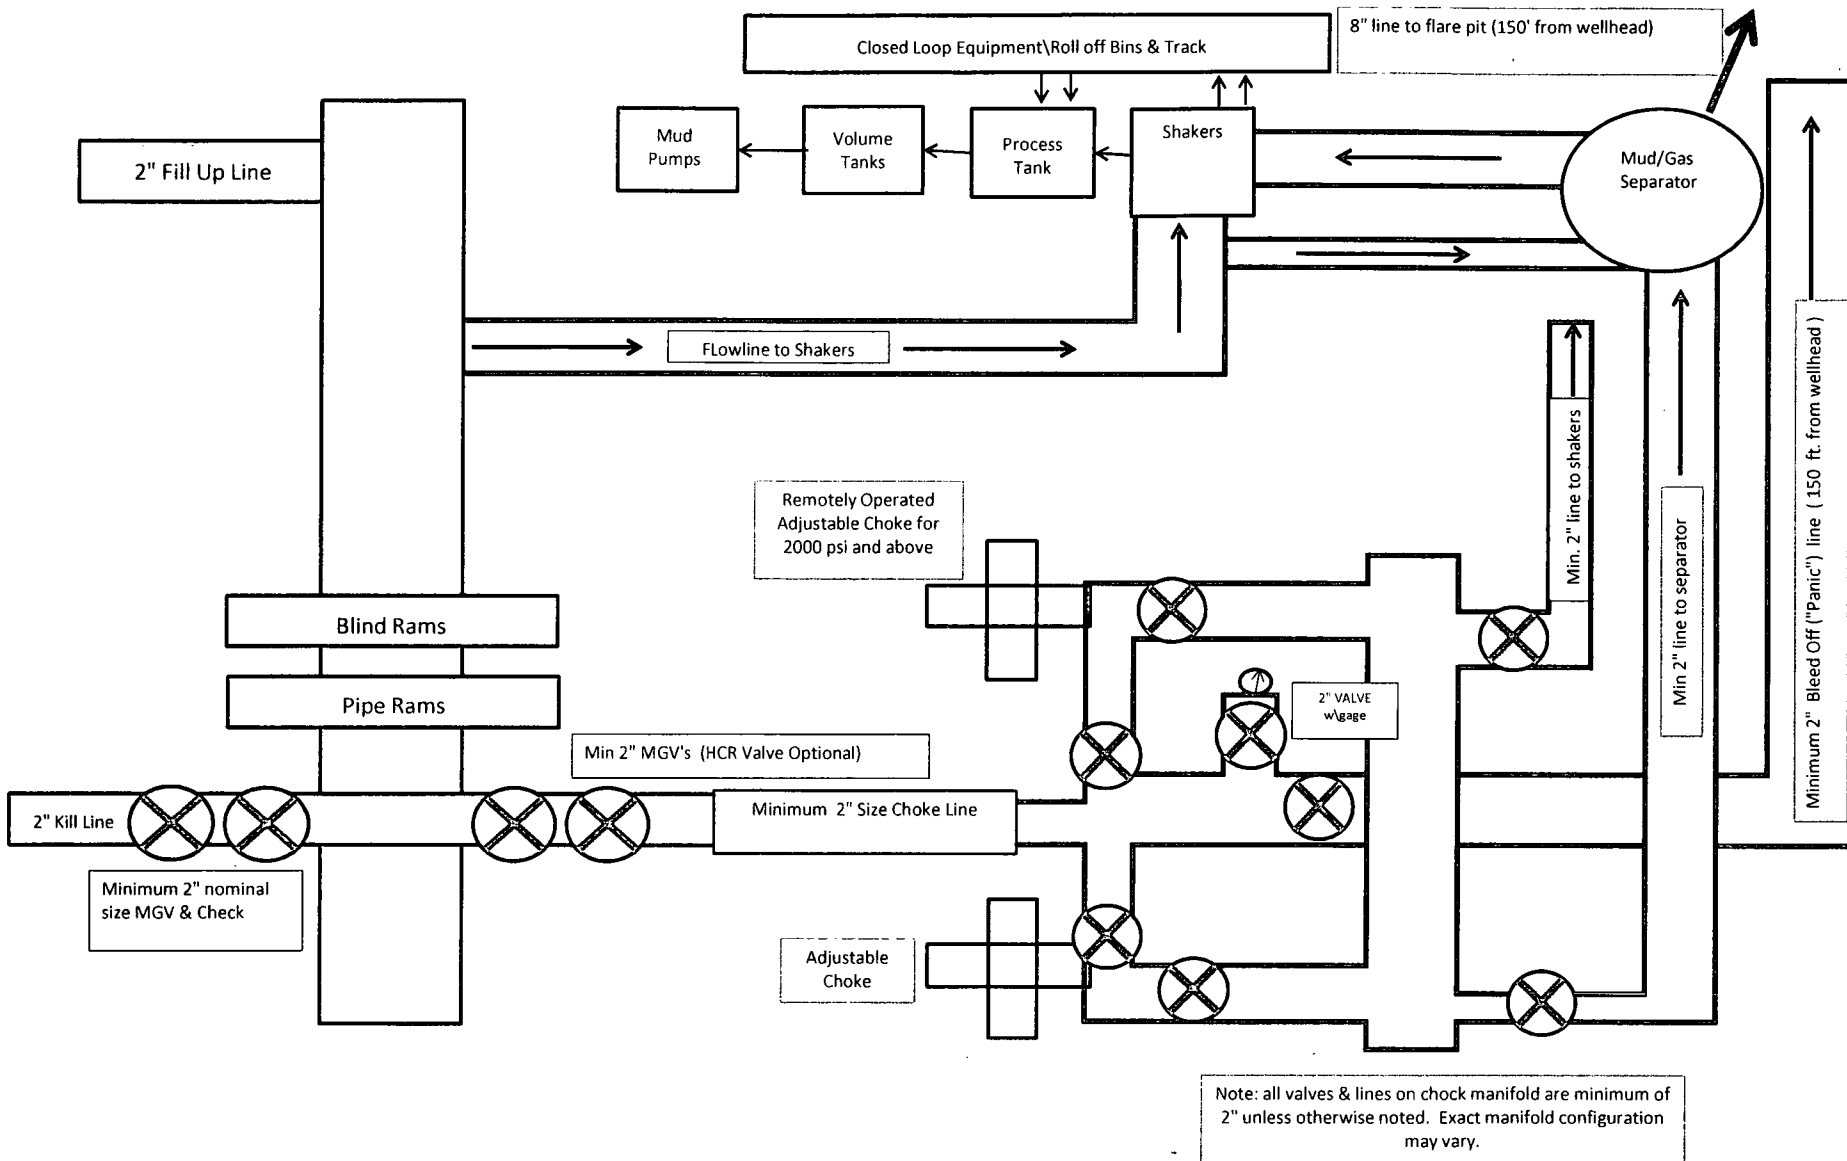 Closed Loop Equipment\Roll off Bins & Track
8" line to flare pit (150' from wellhead)
Mud
Pumps
Volume
Tanks
Process
Tank
Shakers
Mud/Gas
Separator
2" Fill Up Line
FLowline to Shakers
Min. 2" line to shakers
Min 2" line to separator
Minimum 2" Bleed Off ("Panic") line ( 150 ft. from wellhead )
Remotely Operated
Adjustable Choke for
2000 psi and above
Blind Rams
Pipe Rams
2" VALVE
w\gage
Min 2" MGV's (HCR Valve Optional)
2" Kill Line
Minimum 2" Size Choke Line
Minimum 2" nominal
size MGV & Check
Adjustable
Choke
Note: all valves & lines on chock manifold are minimum of
2" unless otherwise noted. Exact manifold configuration
may vary.